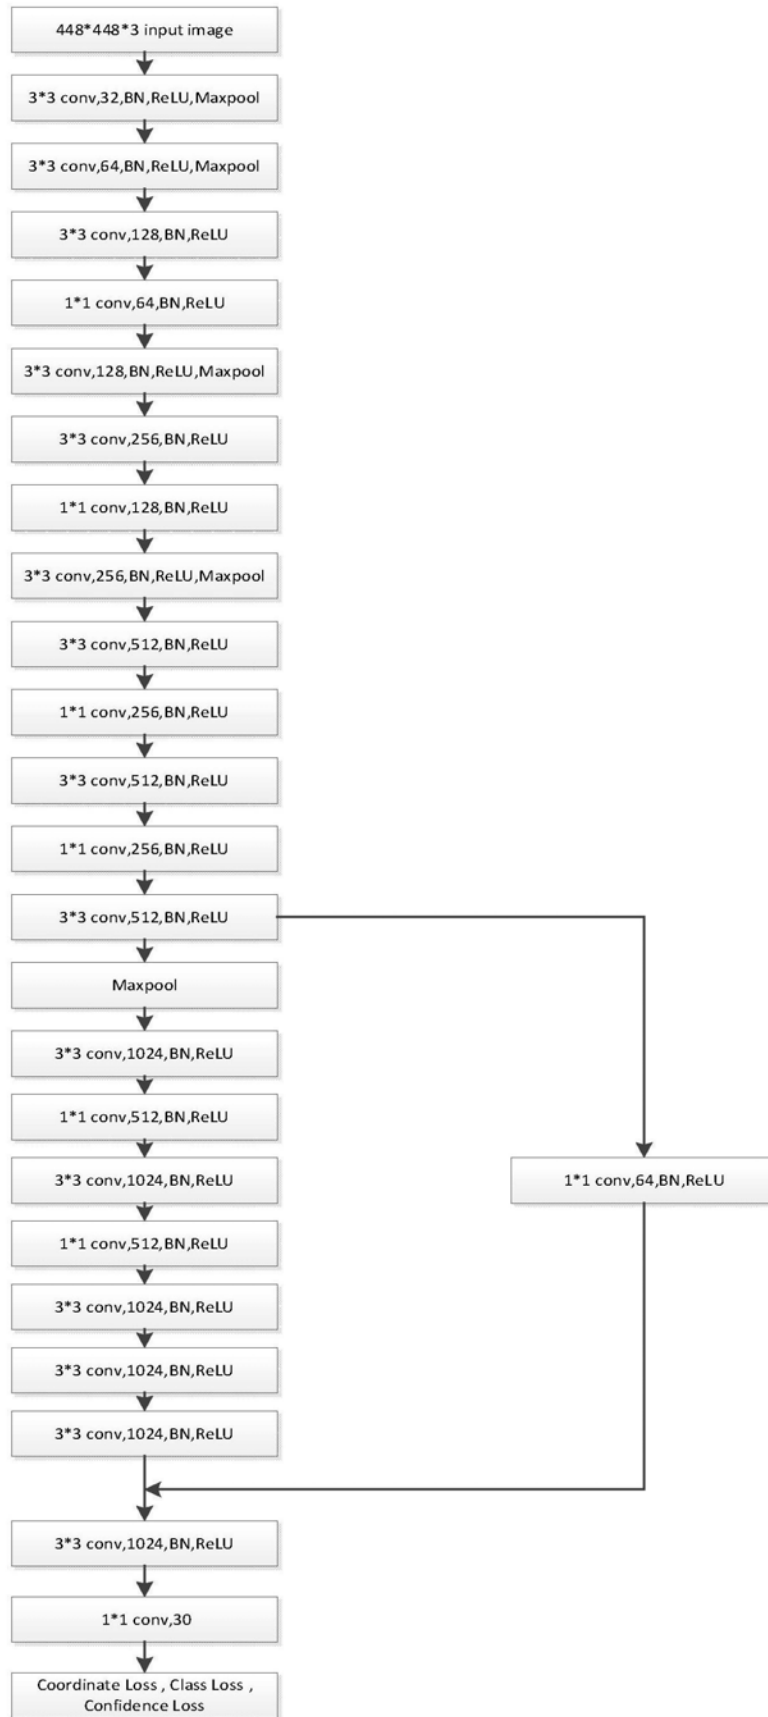 448*448*3 input image
3*3 conv,32,BN,ReLU,Maxpool
3*3 conv,64,BN,ReLU,Maxpool
3*3 conv,128,BN,ReLU
1*1 conv,64,BN,ReLU
3*3 conv,128,BN,ReLU,Maxpool
3*3 conv,256,BN,ReLU
1*1 conv,128,BN,ReLU
3*3 conv,256,BN,ReLU,Maxpool
3*3 conv,512,BN,ReLU
1*1 conv,256,BN,ReLU
3*3 conv,512,BN,ReLU
1*1 conv,256,BN,ReLU
3*3 conv,512,BN,ReLU
Maxpool
3*3 conv,1024,BN,ReLU
1*1 conv,512,BN,ReLU
3*3 conv,1024,BN,ReLU
1*1 conv,64,BN,ReLU
1*1 conv,512,BN,ReLU
3*3 conv,1024,BN,ReLU
3*3 conv,1024,BN,ReLU
3*3 conv,1024,BN,ReLU
3*3 conv,1024,BN,ReLU
1*1 conv,30
Coordinate Loss , Class Loss ,
Confidence Loss